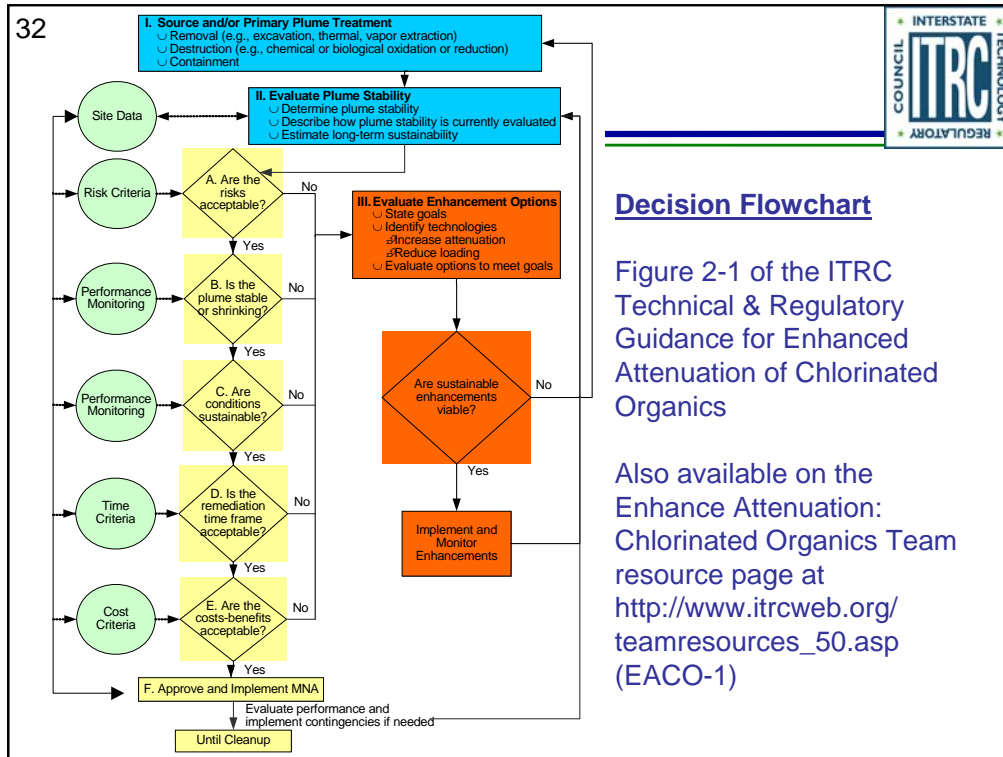 32
I. Source and/or Primary Plume Treatment
∪ Removal (e.g., excavation, thermal, vapor extraction)
∪ Destruction (e.g., chemical or biological oxidation or reduction)
∪ Containment
II. Evaluate Plume Stability
∪ Determine plume stability
∪ Describe how plume stability is currently evaluated
∪ Estimate long-term sustainability
Site Data
Risk Criteria
A. Are the
risks
acceptable?
No
Yes
Performance
Monitoring
B. Is the
plume stable
or shrinking?
No
Yes
Performance
Monitoring
C. Are
conditions
sustainable?
No
Yes
Time
Criteria
D. Is the
remediation
time frame
acceptable?
No
Yes
Cost
Criteria
E. Are the
costs-benefits
acceptable?
No
Yes
F. Approve and Implement MNA
Evaluate performance and
implement contingencies if needed
Until Cleanup
III. Evaluate Enhancement Options
∪ State goals
∪ Identify technologies
Increase attenuation
Reduce loading
∪ Evaluate options to meet goals
Are sustainable
enhancements
viable?
No
Yes
Implement and
Monitor
Enhancements
* INTERSTATE *
TECHNOLOGY
* REGULATORY *
COUNCIL
ITRC
Decision Flowchart
Figure 2-1 of the ITRC
Technical & Regulatory
Guidance for Enhanced
Attenuation of Chlorinated
Organics
Also available on the
Enhance Attenuation:
Chlorinated Organics Team
resource page at
http://www.itrcweb.org/
teamresources_50.asp
(EACO-1)